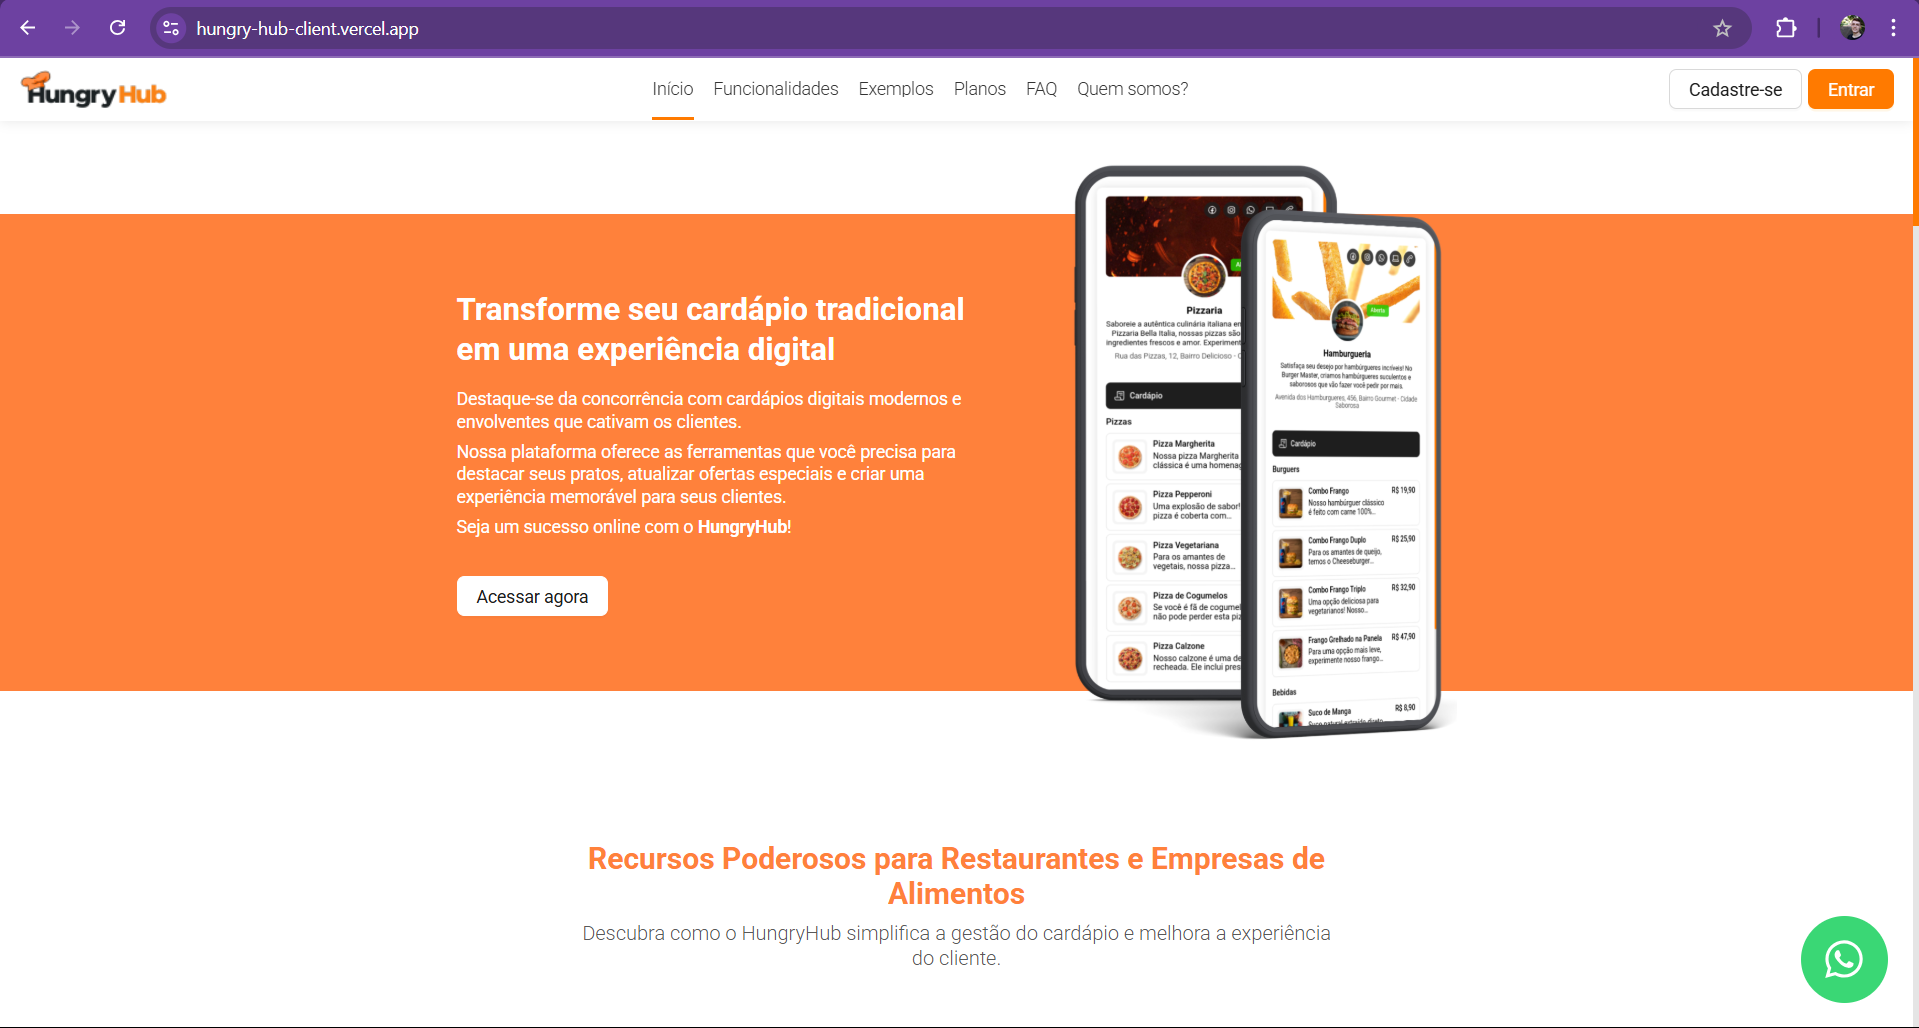 hungry-hub-client.vercel.app
HungryHub
Início Funcionalidades Exemplos Planos FAQ Quem somos?
Cadastre-se Entrar
Transforme seu cardápio tradicional
em uma experiência digital
Destaque-se da concorrência com cardápios digitais modernos e
envolventes que cativam os clientes.
Nossa plataforma oferece as ferramentas que você precisa para
destacar seus pratos, atualizar ofertas especiais e criar uma
experiência memorável para seus clientes.
Seja um sucesso online com o HungryHub!
Acessar agora
Pizzaria
Saboreie a autêntica culinária italiana en
Pizzaria Bella Italia, nossas pizzas são
ingredientes frescos e amor. Experiment
Rua das Pizzas, 12, Bairro Delicioso - C
Cardápio
Pizzas
Pizza Margherita
Nossa pizza Margherita
clássica é uma homenag
Pizza Pepperoni
Uma explosão de sabor!
pizza é coberta com...
Pizza Vegetariana
Para os amantes de
vegetais, nossa pizza...
Pizza de Cogumelos
Se você é fã de cogumel
não pode perder esta piz
Pizza Calzone
Nosso calzone é uma de
recheada. Ele inclui pres
Aberto
Hamburgueria
Satisfaça seu desejo por hambúrgueres incríveis! No
Burger Master, criamos hambúrgueres suculentos e
saborosos que vão fazer você pedir por mais.
Avenida dos Hamburgueres, 456, Bairro Gourmet - Cidade
Saborosa
Cardápio
Burguers
Combo Frango R$ 19,90
Nosso hambúrguer clássico
é feito com carne 100%...
Combo Frango Duplo R$ 25,90
Para os amantes de queijo,
temos o Cheeseburger...
Combo Frango Triplo R$ 32,90
Uma opção deliciosa para
vegetarianos! Nosso...
Frango Grelhado na Panela R$ 47,90
Para uma opção mais leve,
experimente nosso frango...
Bebidas
Suco de Manga R$ 8,90
Suco natural extraído direto
Recursos Poderosos para Restaurantes e Empresas de
Alimentos
Descubra como o HungryHub simplifica a gestão do cardápio e melhora a experiência
do cliente.